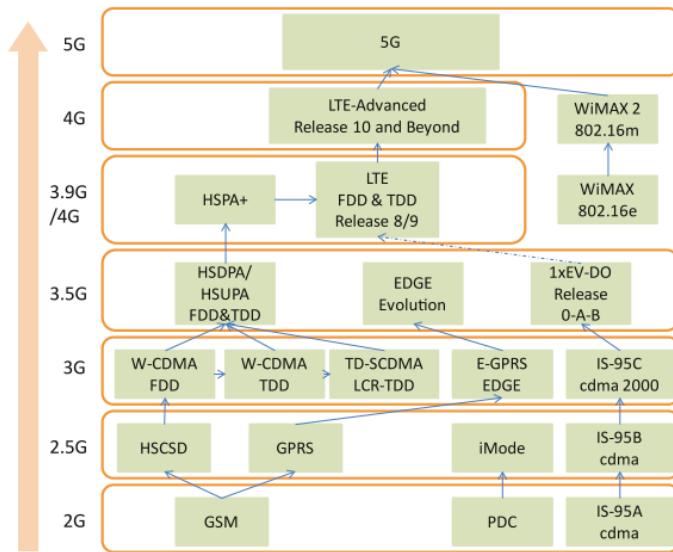 5G
5G
4G
LTE-Advanced
Release 10 and Beyond
WiMAX 2
802.16m
3.9G
/4G
HSPA+
LTE
FDD & TDD
Release 8/9
WiMAX
802.16e
3.5G
HSDPA/
HSUPA
FDD&TDD
EDGE
Evolution
1xEV-DO
Release
0-A-B
3G
W-CDMA
FDD
W-CDMA
TDD
TD-SCDMA
LCR-TDD
E-GPRS
EDGE
IS-95C
cdma 2000
2.5G
HSCSD
GPRS
iMode
IS-95B
cdma
2G
GSM
PDC
IS-95A
cdma